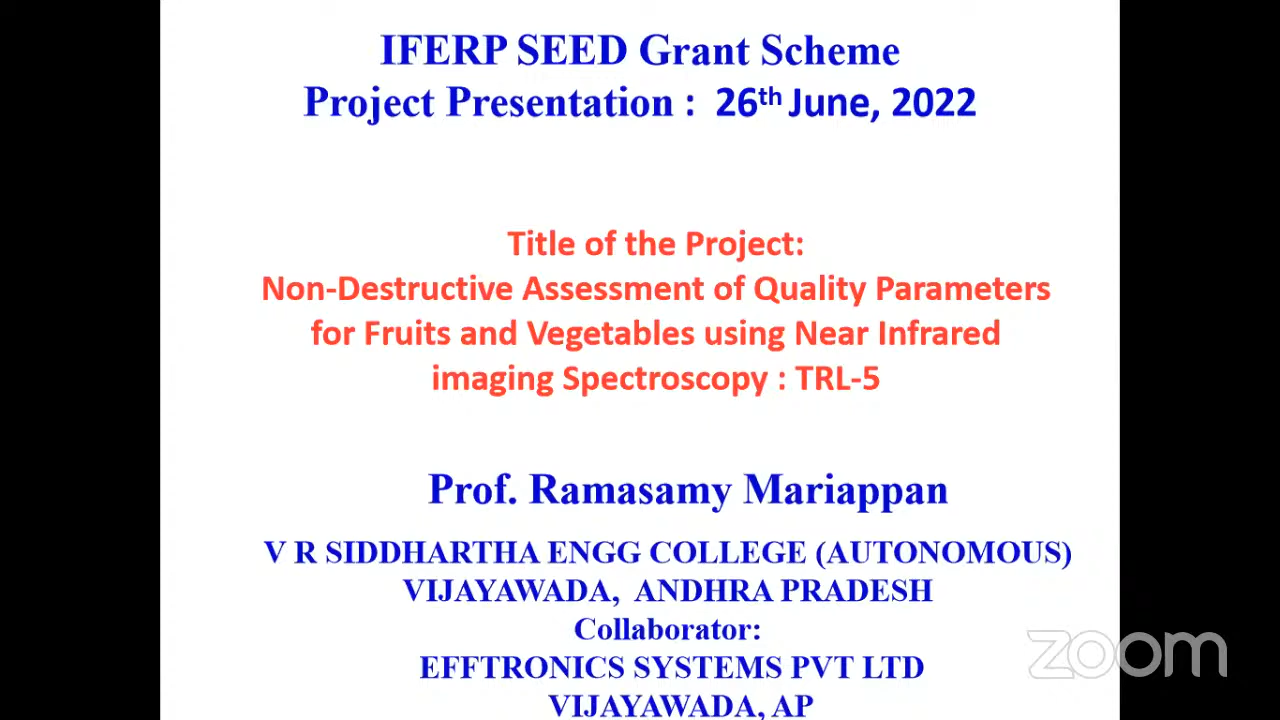 IFERP SEED Grant Scheme
Project Presentation : 26th June, 2022
Title of the Project:
Non-Destructive Assessment of Quality Parameters
for Fruits and Vegetables using Near Infrared
imaging Spectroscopy : TRL-5
Prof. Ramasamy Mariappan
V R SIDDHARTHA ENGG COLLEGE (AUTONOMOUS)
VIJAYAWADA, ANDHRA PRADESH
Collaborator:
EFFTRONICS SYSTEMS PVT LTD
VIJAYAWADA, AP
zoom